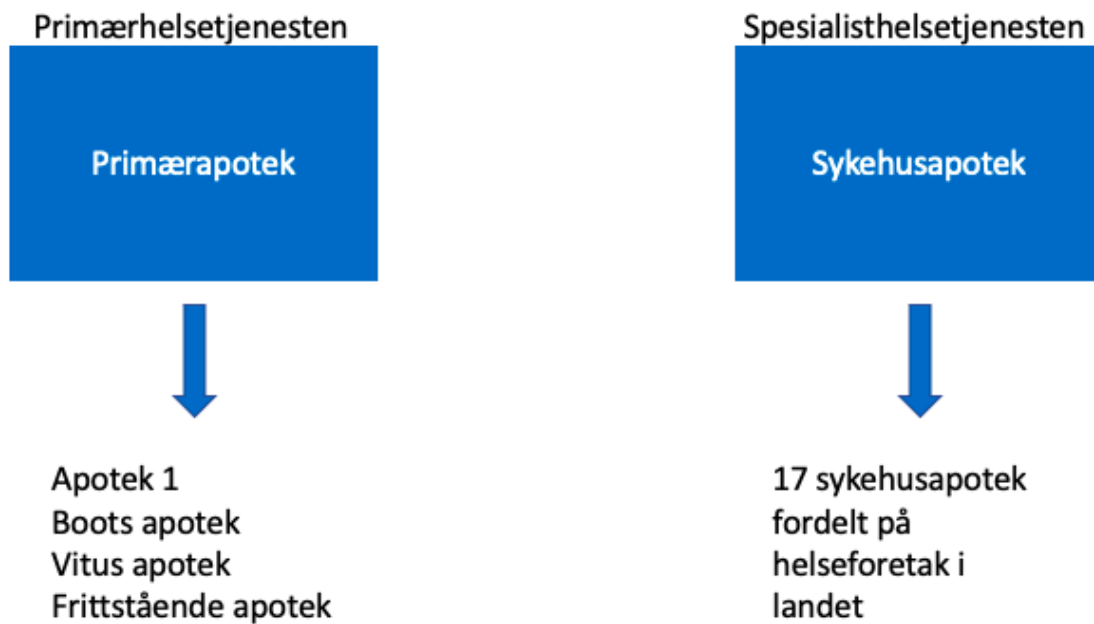 Primærhelsetjenesten
Primærapotek
Apotek 1
Boots apotek
Vitus apotek
Frittstående apotek
Spesialisthelsetjenesten
Sykehusapotek
17 sykehusapotek
fordelt på
helseforetak i
landet